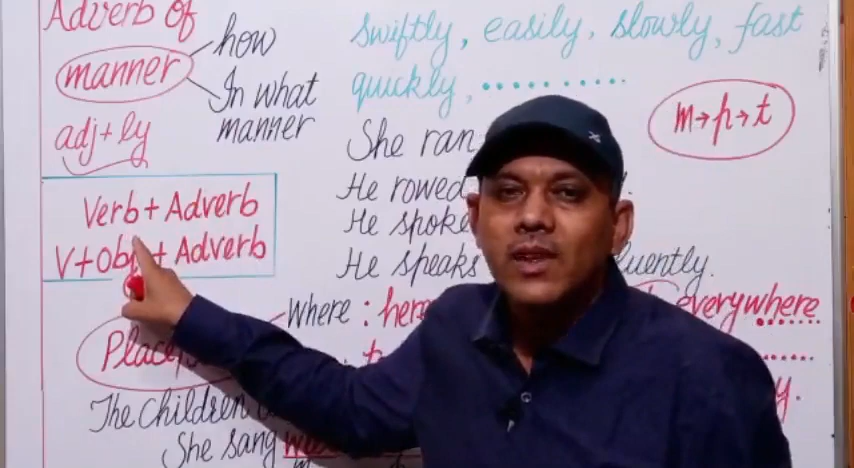 Adverb of
manner
how
In what
manner
adj + ly
swiftly, easily, slowly, fast
quickly, ..........
m→p→t
She ran
He rowed
He spoke
He speaks fluently.
Verb + Adverb
V + Obj + Adverb
Where : here everywhere
Place
The children
She sang
m